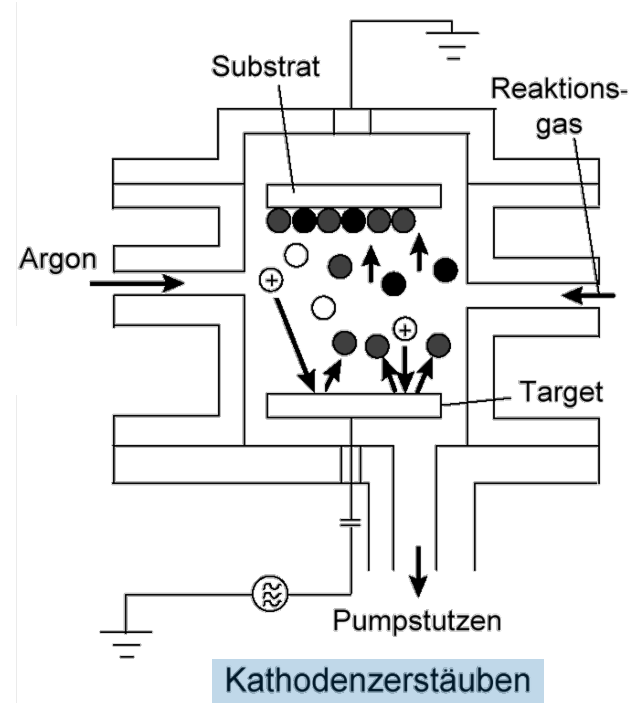 Substrat
Reaktions-
gas
Argon
+
+
Target
Pumpstutzen
Kathodenzerstäuben